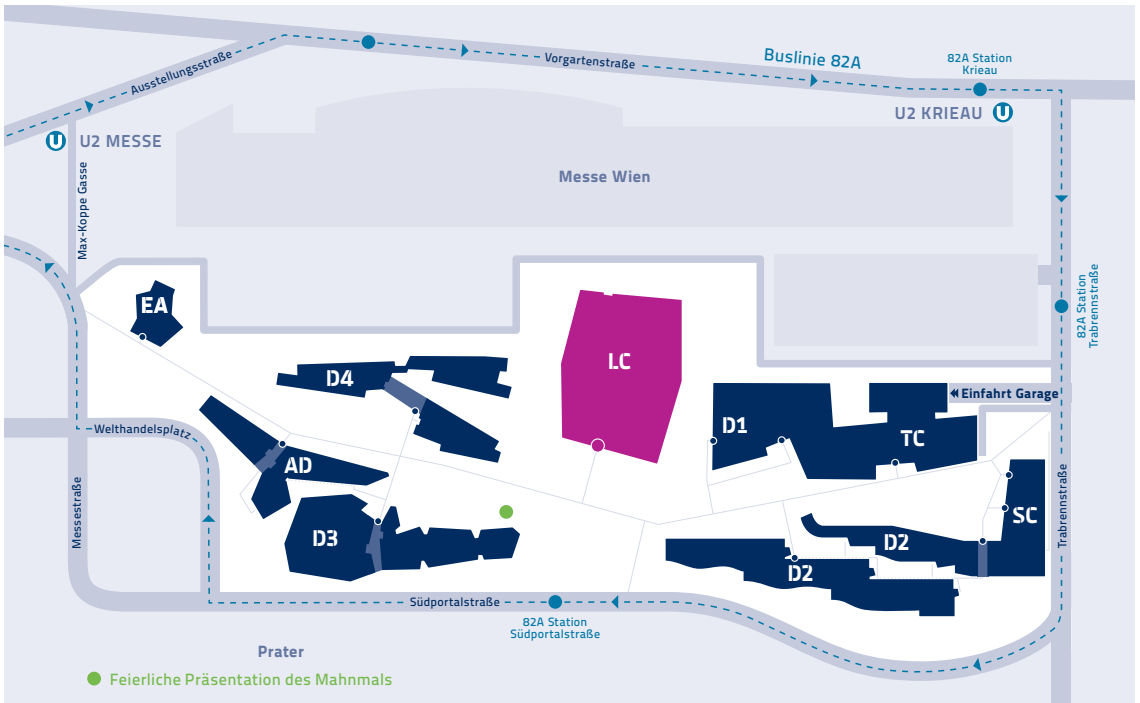 Ausstellungsstraße
Vorgartenstraße
Buslinie 82A
82A Station
Krieau
U2 KRIEAU
U
U
U2 MESSE
Max-Koppe Gasse
Messe Wien
82A Station
Trabrennstraße
EA
LC
D4
Einfahrt Garage
D1
TC
Welthandelsplatz
AD
Messestraße
D3
SC
D2
D2
Trabrennstraße
Südportalstraße
82A Station
Südportalstraße
Prater
Feierliche Präsentation des Mahnmals